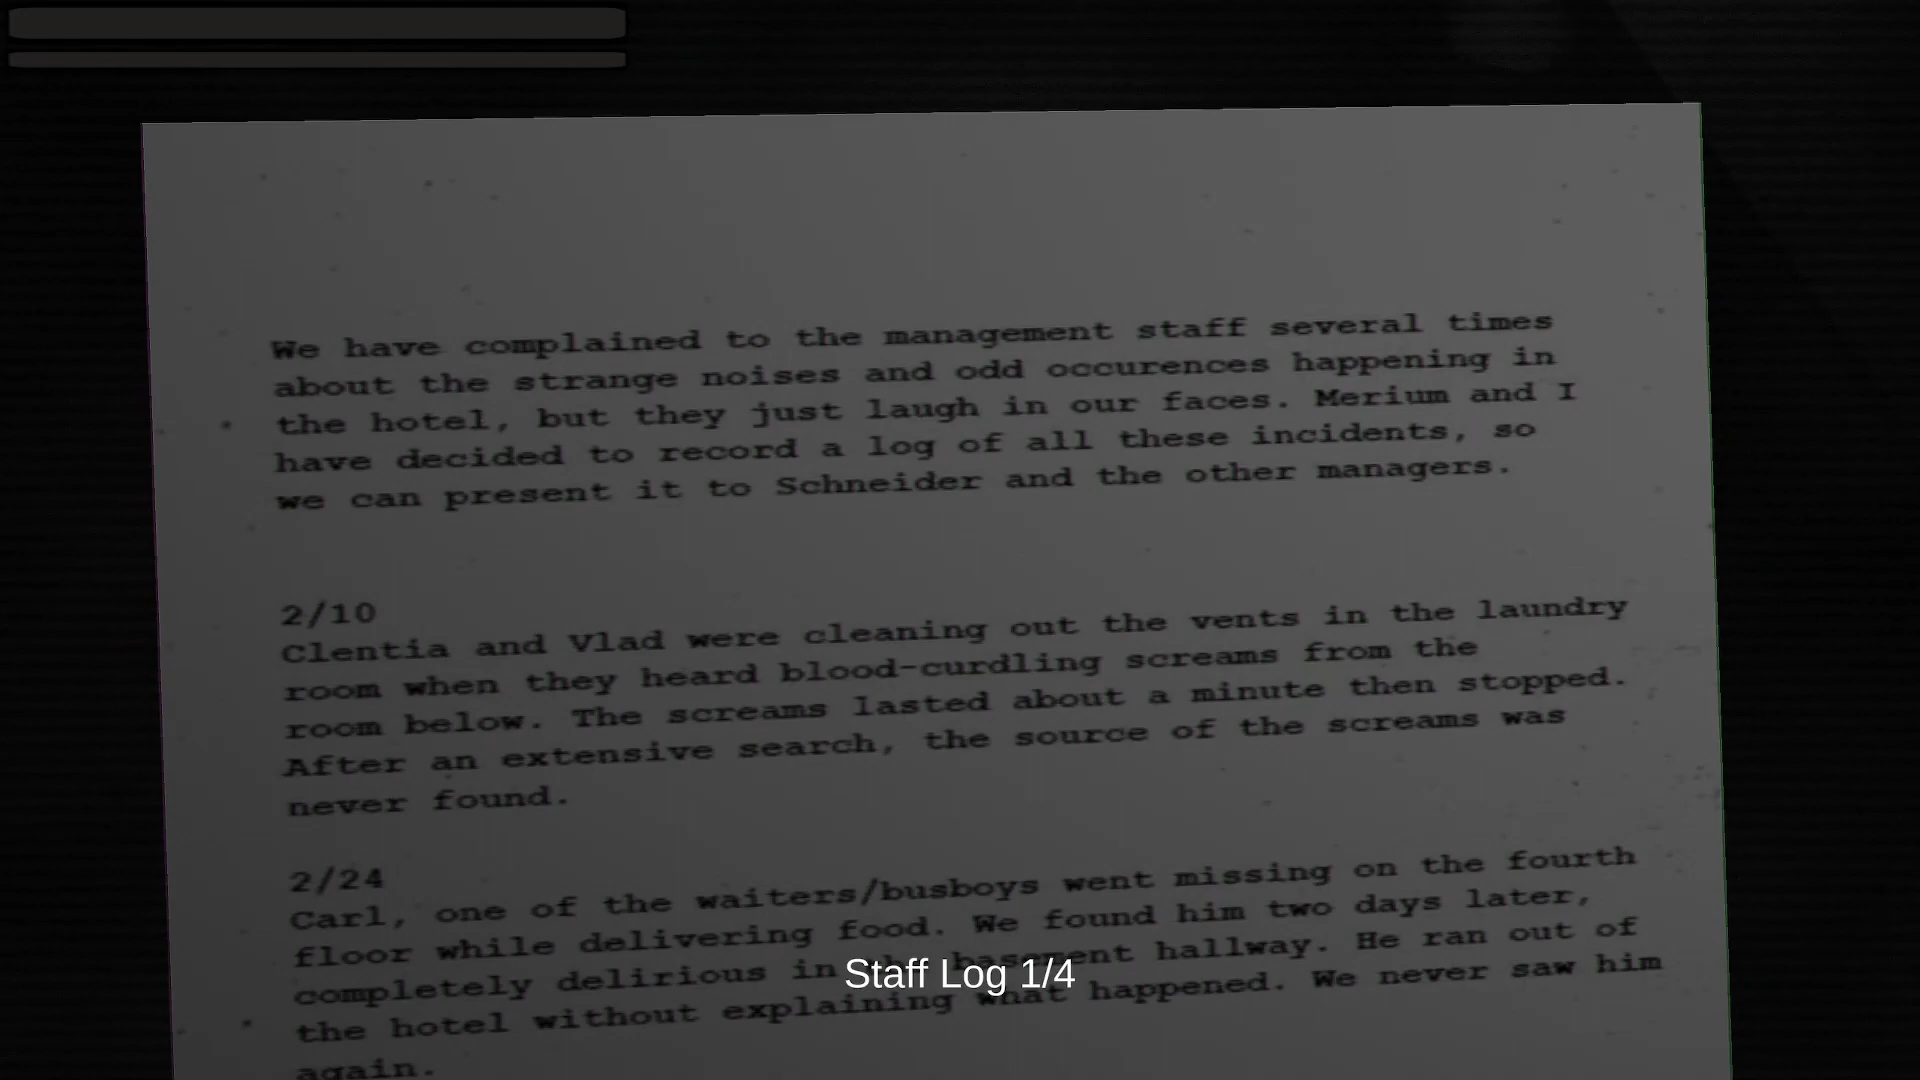 We have complained to the management staff several times
about the strange noises and odd occurences happening in
the hotel, but they just laugh in our faces. Merium and I
have decided to record a log of all these incidents, so
we can present it to Schneider and the other managers.
2/10
Clentia and Vlad were cleaning out the vents in the laundry
room when they heard blood-curdling screams from the
room below. The screams lasted about a minute then stopped.
After an extensive search, the source of the screams was
never found.
2/24
Carl, one of the waiters/busboys went missing on the fourth
floor while delivering food. We found him two days later,
completely delirious in the basement hallway. He ran out of
the hotel without explaining what happened. We never saw him
again.
Staff Log 1/4